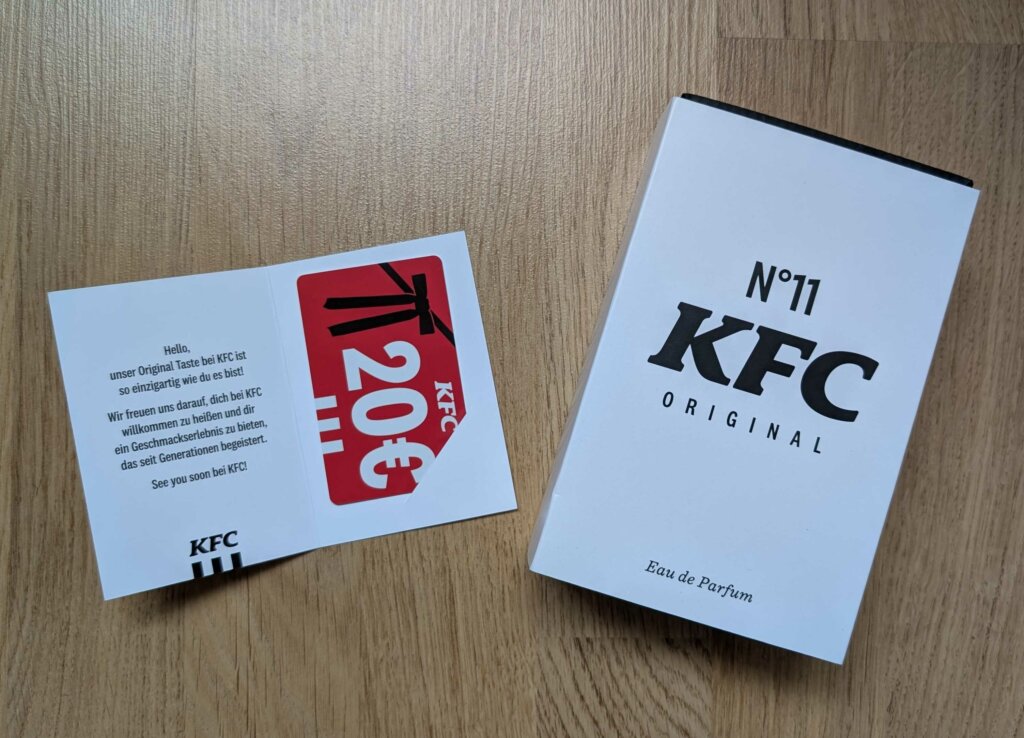 Hello,
unser Original Taste bei KFC ist
so einzigartig wie du es bist!
Wir freuen uns darauf, dich bei KFC
willkommen zu heißen und dir
ein Geschmackserlebnis zu bieten,
das seit Generationen begeistert.
See you soon bei KFC!
KFC
20€
KFC
N°11
KFC
ORIGINAL
Eau de Parfum